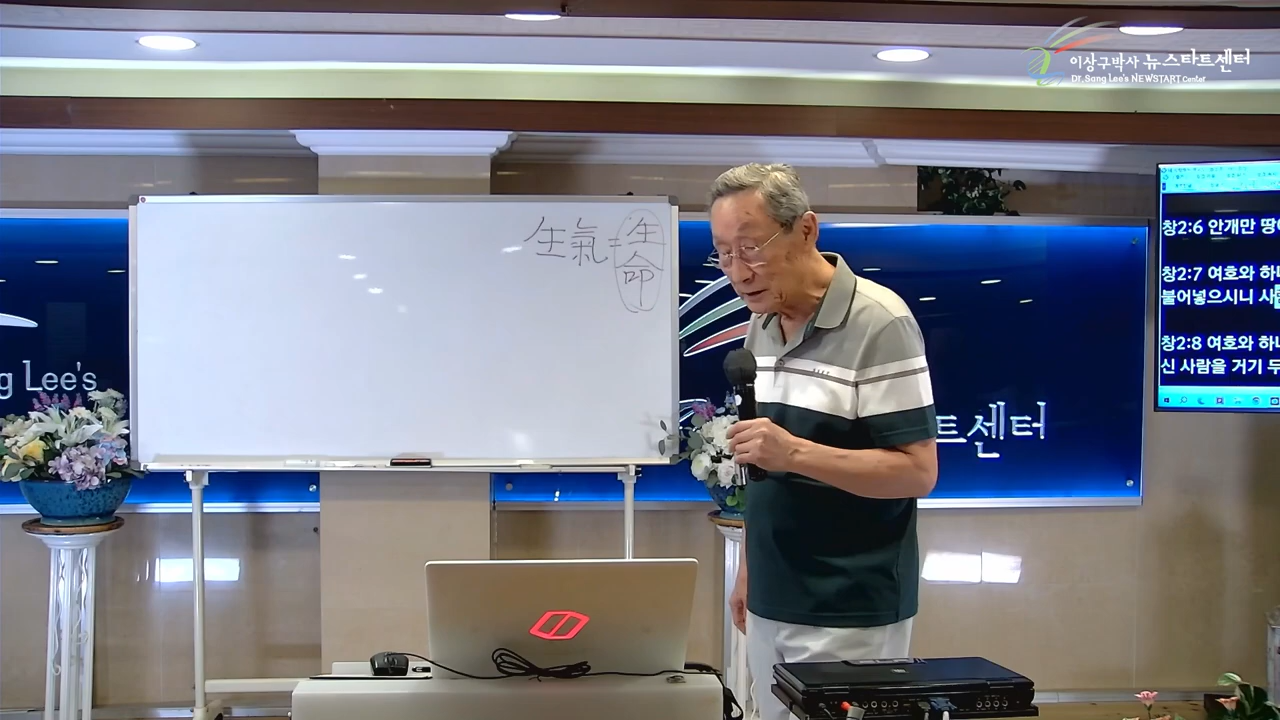 이상구박사 뉴스타트센터
Dr. Sang Lee's NEWSTART Center
生氣=生命
창2:6 안개만 땅
창2:7 여호와 하
불어넣으시니 사
창2:8 여호와 하나
신 사람을 거기 두
g Lee's
트센터